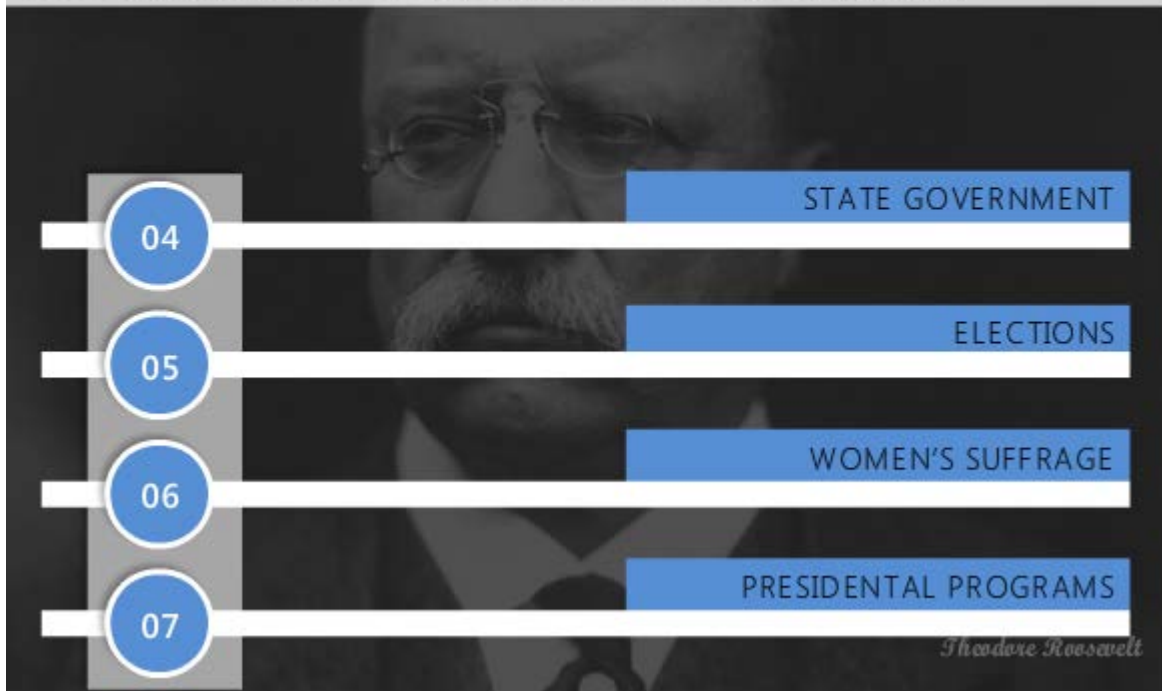 04
STATE GOVERNMENT
05
ELECTIONS
06
WOMEN'S SUFFRAGE
07
PRESIDENTAL PROGRAMS
Theodore Roosevelt